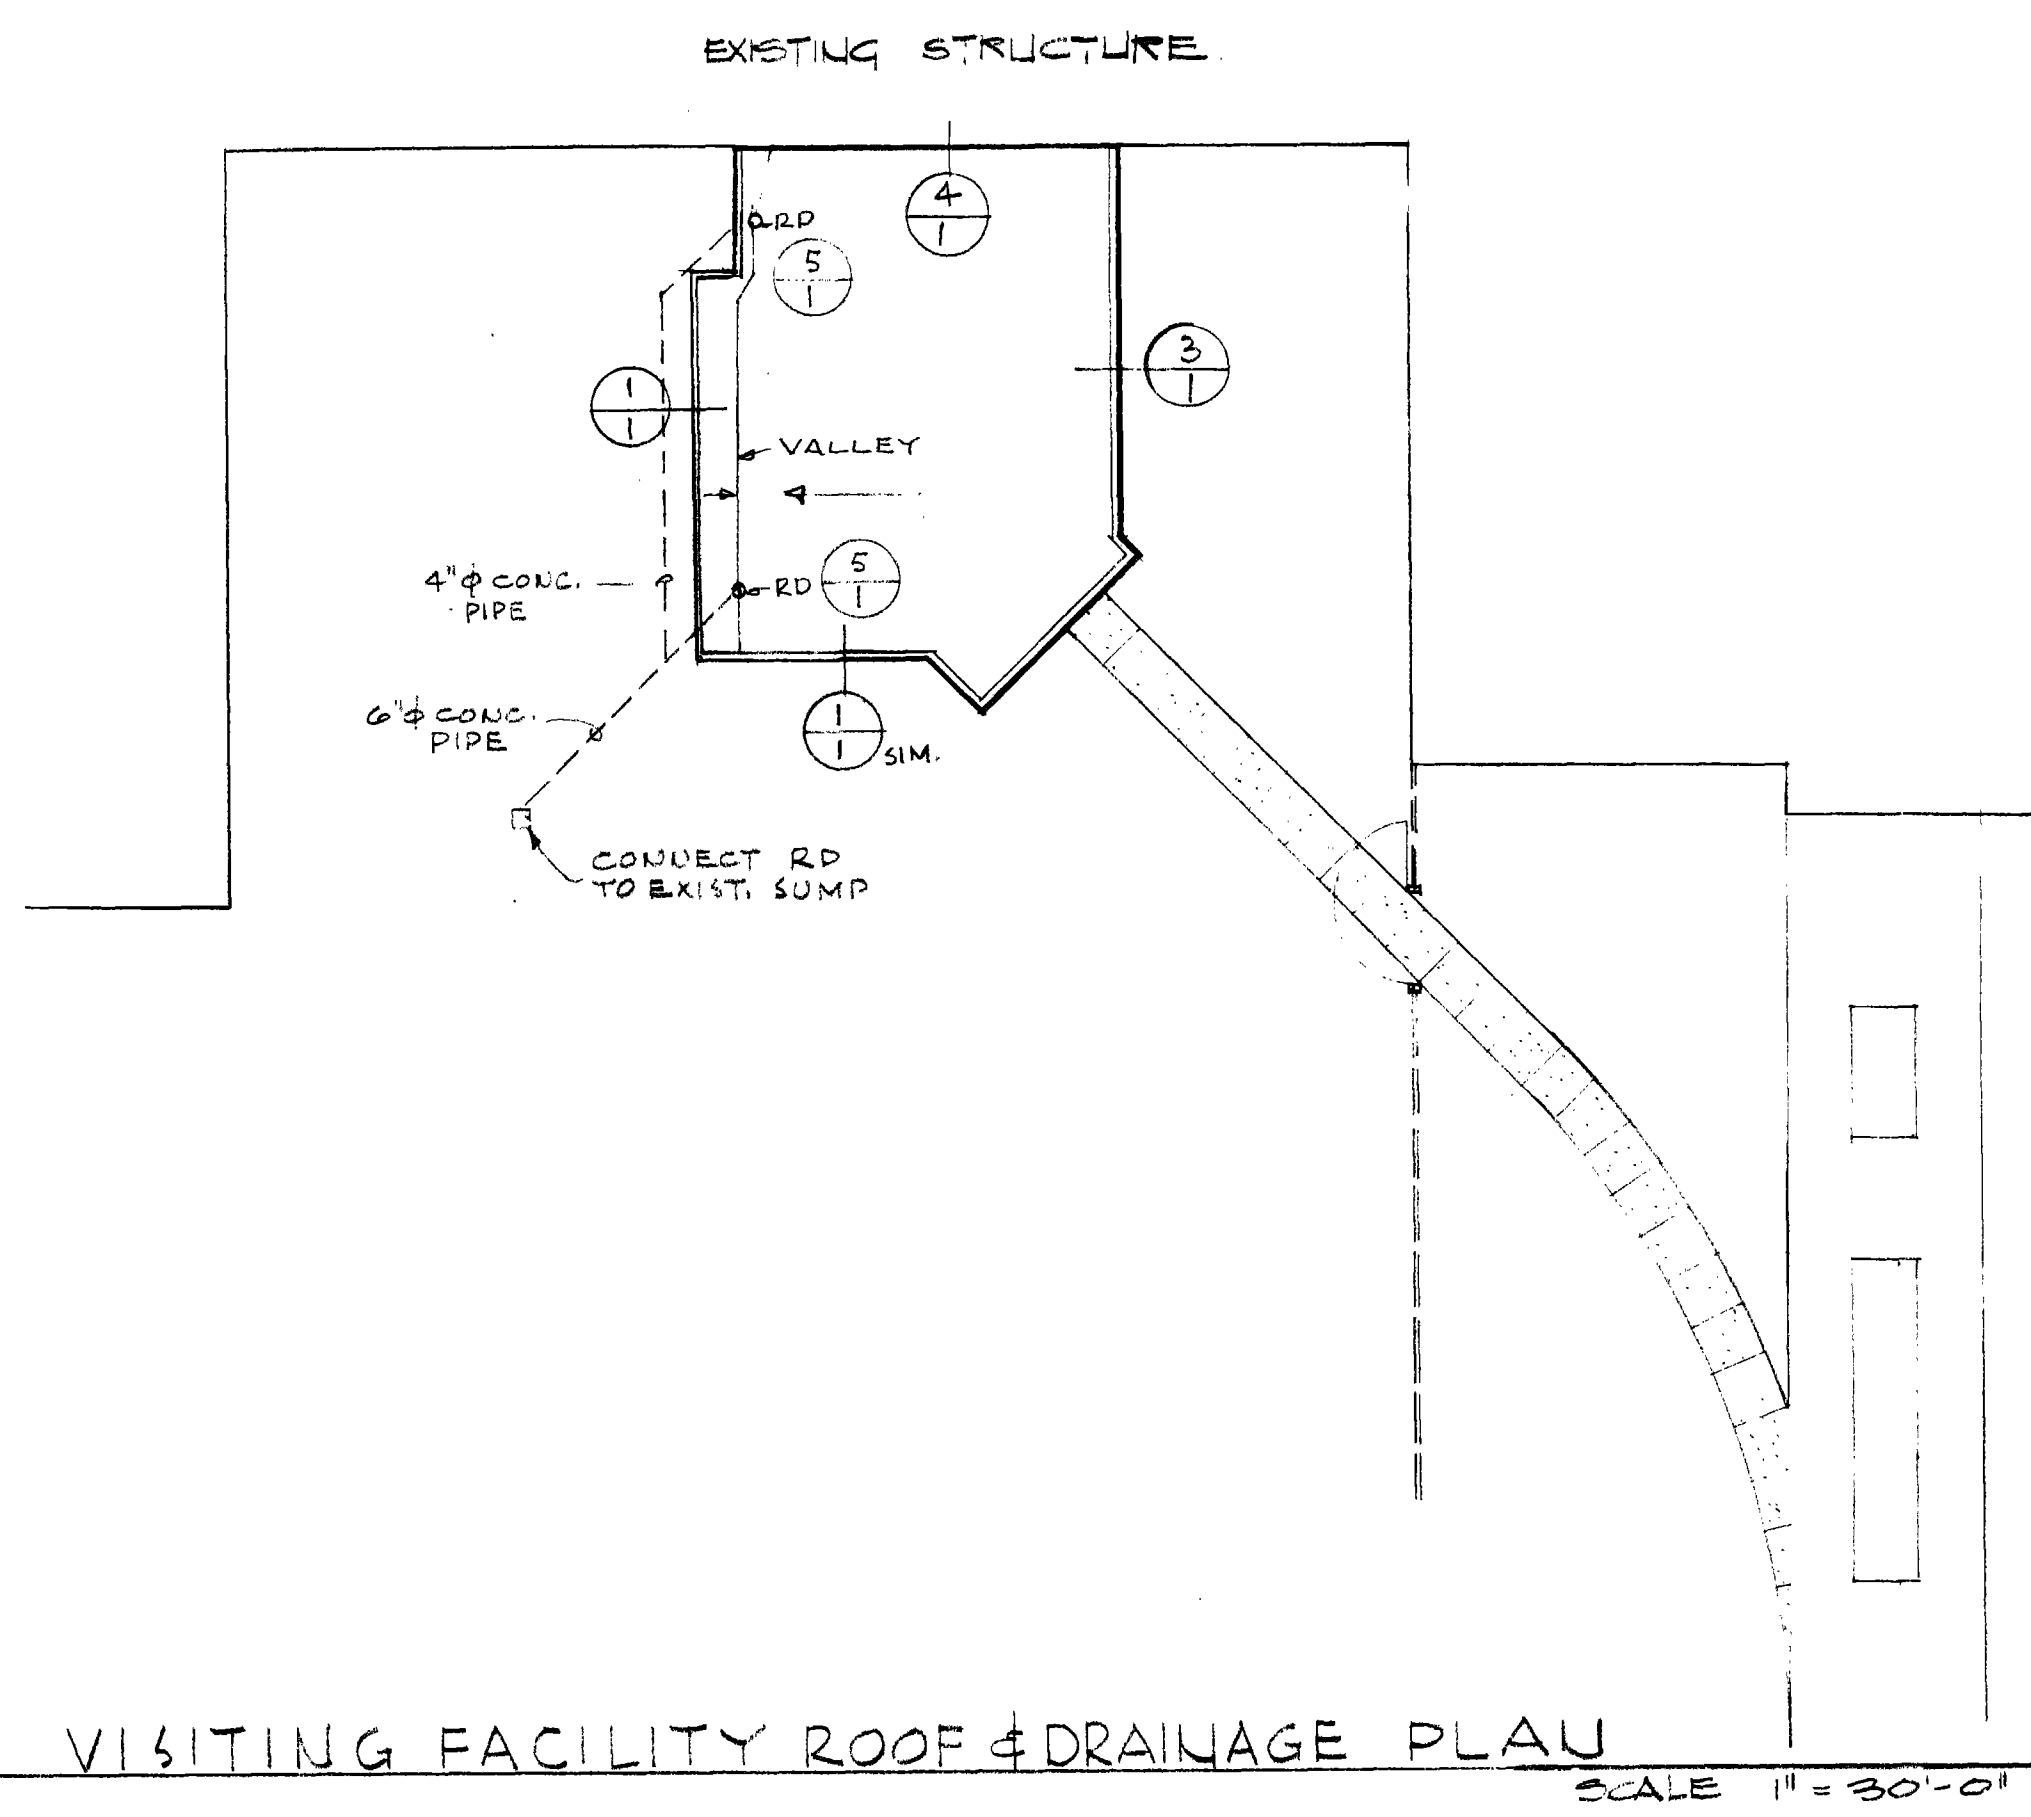 EXISTING STRUCTURE
4
1
RD
5
1
3
1
1
1
VALLEY
5
1
RD
4"ϕ CONC.
PIPE
6"ϕ CONC.
PIPE
1
1
SIM.
CONNECT RD
TO EXIST. SUMP
VISITING FACILITY ROOF & DRAINAGE PLAN
SCALE 1" = 30'-0"